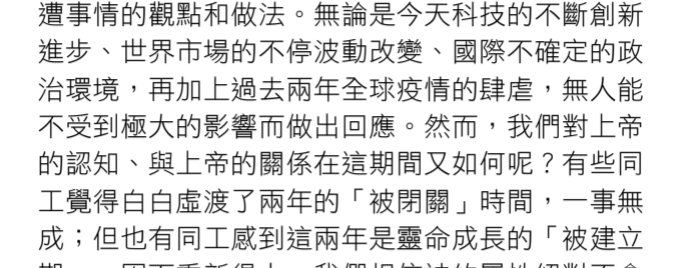 遭事情的觀點和做法。無論是今天科技的不斷創新
進步、世界市場的不停波動改變、國際不確定的政
治環境，再加上過去兩年全球疫情的肆虐，無人能
不受到極大的影響而做出回應。然而，我們對上帝
的認知、與上帝的關係在這期間又如何呢？有些同
工覺得白白虛渡了兩年的「被閉關」時間，一事無
成；但也有同工感到這兩年是靈命成長的「被建立